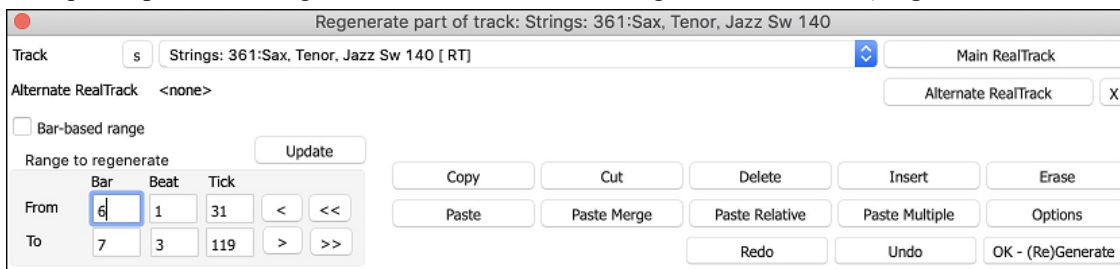 Regenerate part of track: Strings: 361:Sax, Tenor, Jazz Sw 140
Track s Strings: 361:Sax, Tenor, Jazz Sw 140 [ RT] Main RealTrack
Alternate RealTrack <none> Alternate RealTrack X
Bar-based range
Range to regenerate Update
Bar Beat Tick Copy Cut Delete Insert Erase
From 6 1 31 < << Paste Paste Merge Paste Relative Paste Multiple Options
To 7 3 119 > >> Redo Undo OK - (Re)Generate